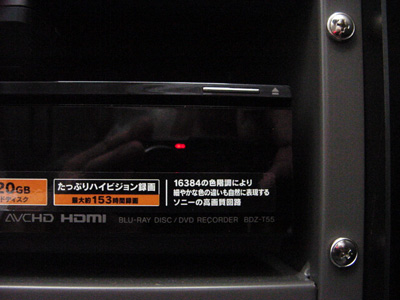 20GB
ドディスク
たっぷりハイビジョン録画
最大約153時間録画
16384の色階調により
細やかな色の違いも自然に表現する
ソニーの高画質回路
AVCHD HDMI BLU-RAY DISC / DVD RECORDER BDZ-T55